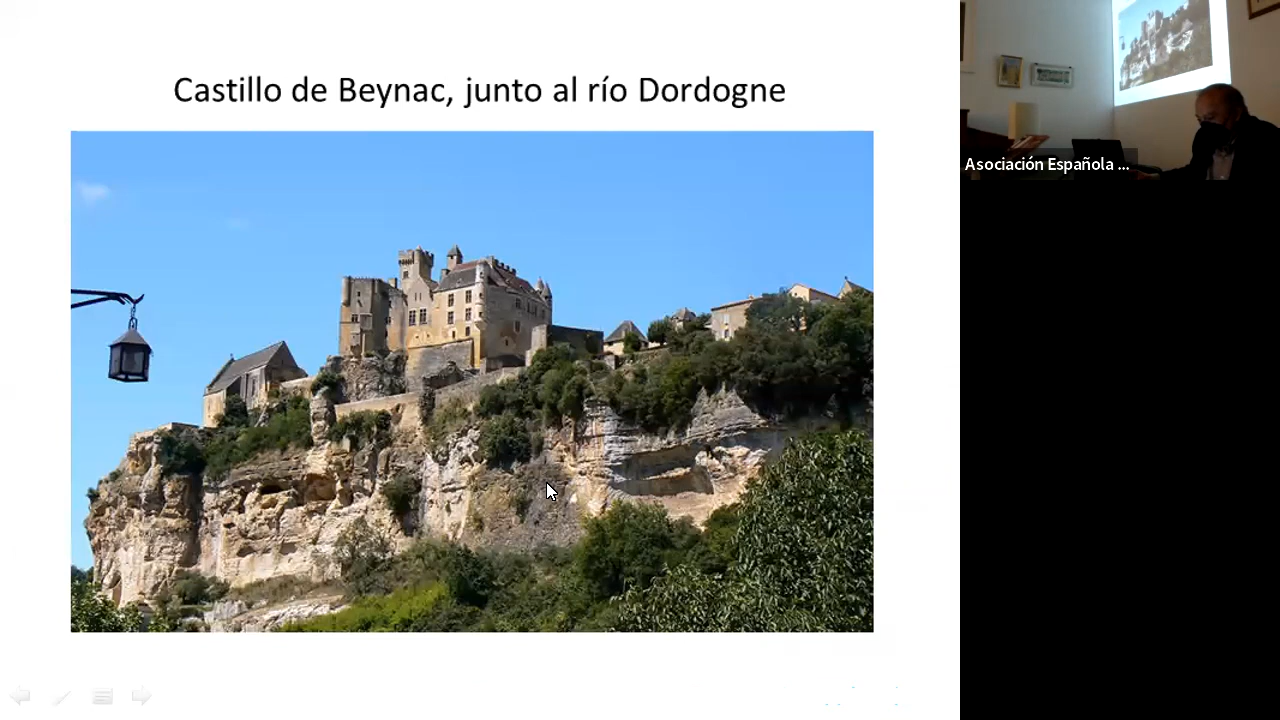 Castillo de Beynac, junto al río Dordogne
Asociación Española ...